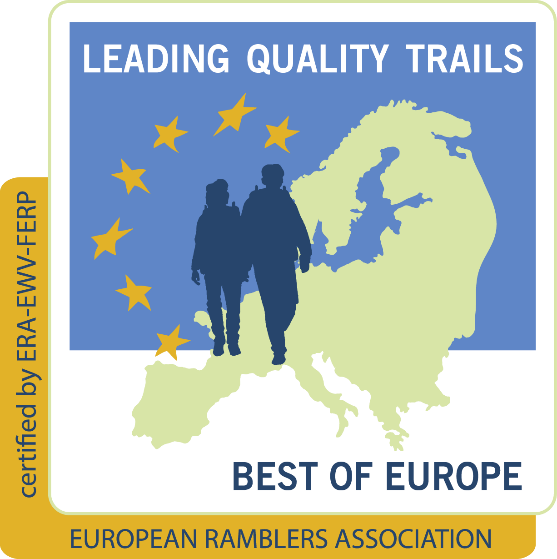 LEADING QUALITY TRAILS
BEST OF EUROPE
certified by ERA-EWV-FERP
EUROPEAN RAMBLERS ASSOCIATION